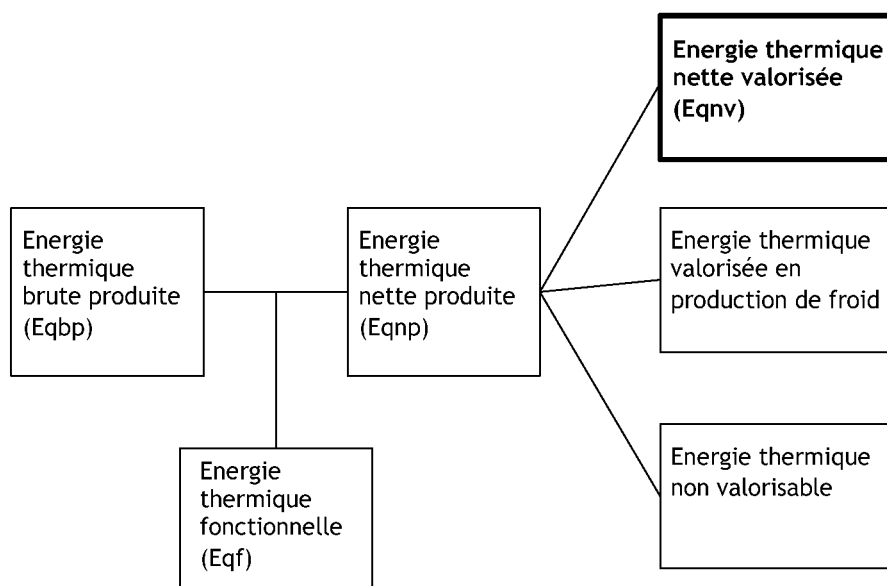 Energie thermique
nette valorisée
(Eqnv)
Energie
thermique
brute produite
(Eqbp)
Energie
thermique
nette produite
(Eqnp)
Energie thermique
valorisée en
production de froid
Energie
thermique
fonctionnelle
(Eqf)
Energie thermique
non valorisable